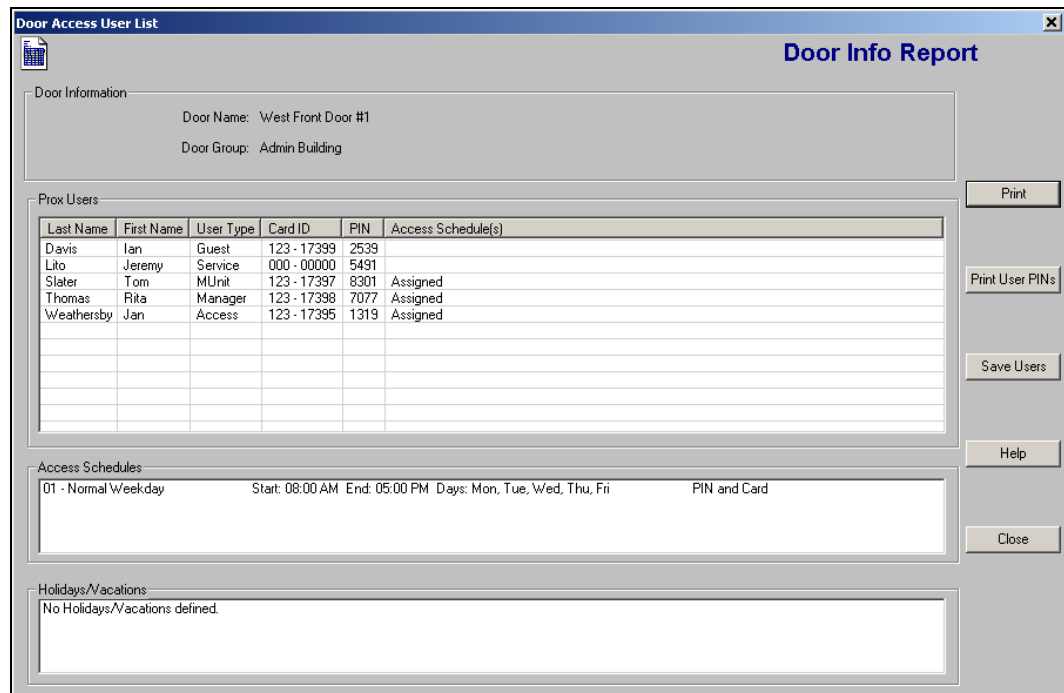 Door Access User List
Door Info Report
Door Information
Door Name: West Front Door #1
Door Group: Admin Building
Prox Users
Last Name First Name User Type Card ID PIN Access Schedule(s)
Davis Ian Guest 123 - 17399 2539
Lito Jeremy Service 000 - 00000 5491
Slater Tom MUnit 123 - 17397 8301 Assigned
Thomas Rita Manager 123 - 17398 7077 Assigned
Weathersby Jan Access 123 - 17395 1319 Assigned
Access Schedules
01 - Normal Weekday Start: 08:00 AM End: 05:00 PM Days: Mon, Tue, Wed, Thu, Fri PIN and Card
Holidays/Vacations
No Holidays/Vacations defined.
Print
Print User PINs
Save Users
Help
Close